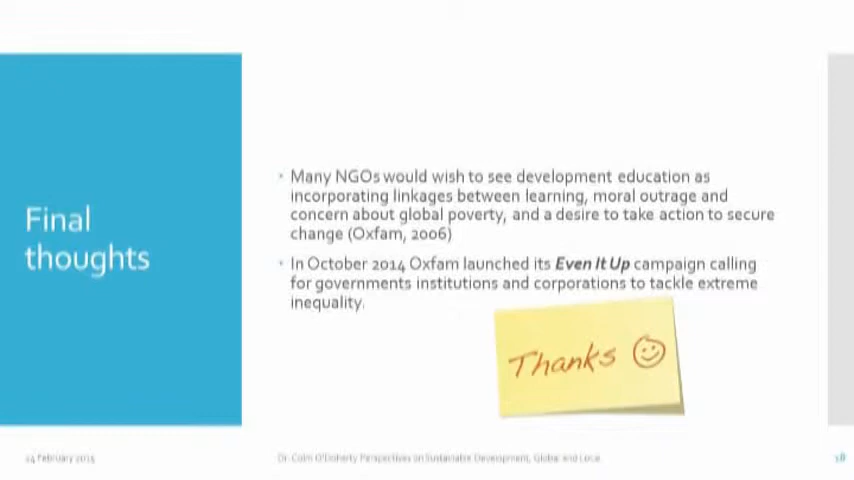 Final
thoughts
• Many NGOs would wish to see development education as
incorporating linkages between learning, moral outrage and
concern about global poverty, and a desire to take action to secure
change (Oxfam, 2006)
• In October 2014 Oxfam launched its Even It Up campaign calling
for governments institutions and corporations to tackle extreme
inequality.
Thanks ☺
24 February 2015
Dr. Colm O'Doherty Perspectives on Sustainable Development, Global and Local
18